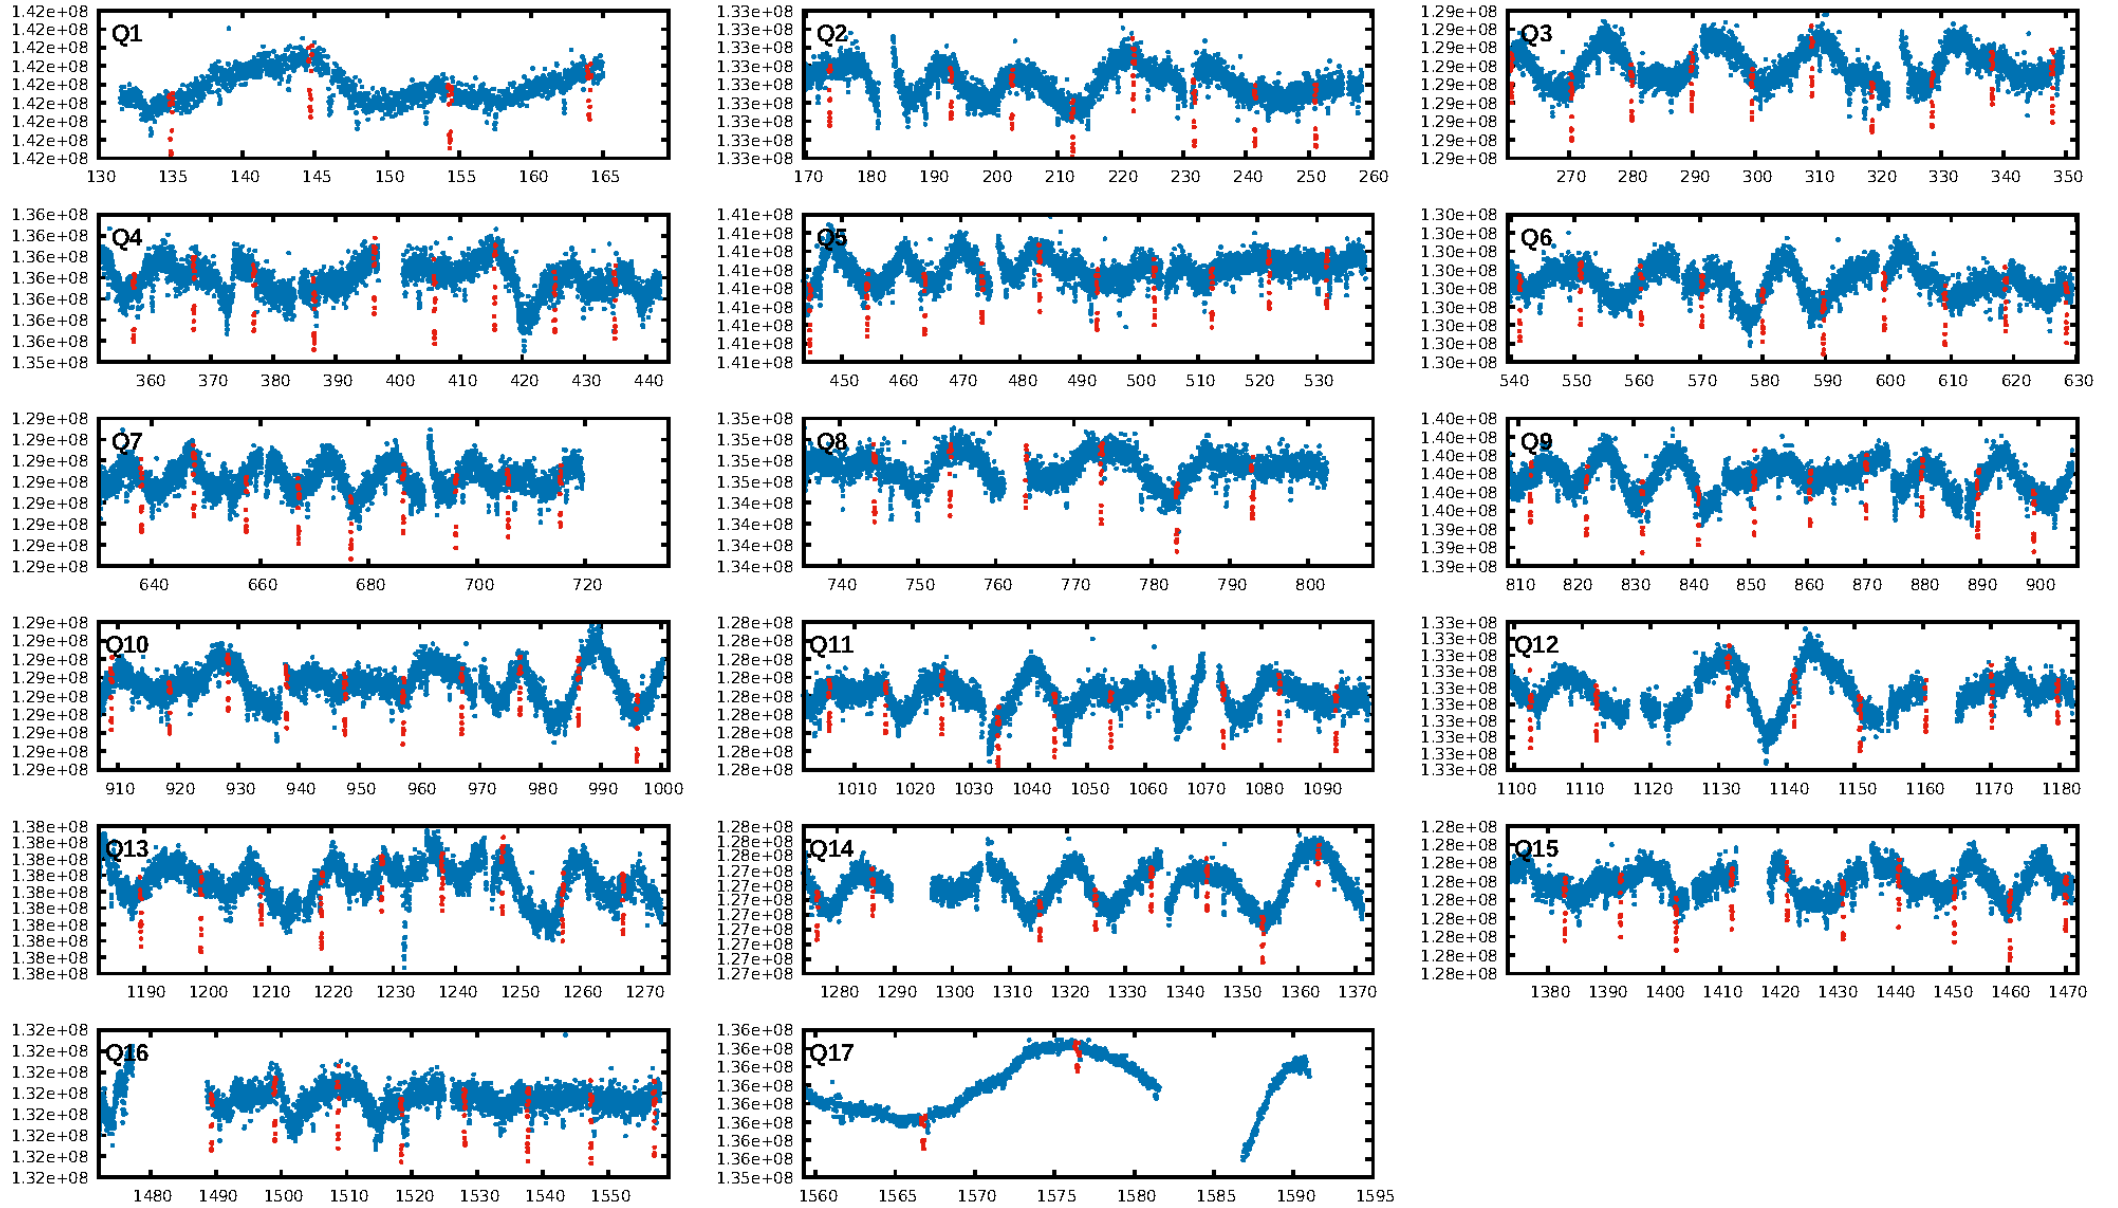 1.42e+08 1.42e+08 1.42e+08 1.42e+08 1.42e+08 1.42e+08 1.42e+08 1.42e+08 1.42e+08
Q1
130 135 140 145 150 155 160 165
1.33e+08 1.33e+08 1.33e+08 1.33e+08 1.33e+08 1.33e+08 1.33e+08 1.33e+08 1.33e+08
Q2
170 180 190 200 210 220 230 240 250 260
1.29e+08 1.29e+08 1.29e+08 1.29e+08 1.29e+08 1.29e+08 1.29e+08 1.29e+08 1.29e+08
Q3
270 280 290 300 310 320 330 340 350
1.36e+08 1.36e+08 1.36e+08 1.36e+08 1.36e+08 1.36e+08 1.36e+08 1.35e+08
Q4
360 370 380 390 400 410 420 430 440
1.41e+08 1.41e+08 1.41e+08 1.41e+08 1.41e+08 1.41e+08 1.41e+08 1.41e+08 1.41e+08
Q5
450 460 470 480 490 500 510 520 530
1.30e+08 1.30e+08 1.30e+08 1.30e+08 1.30e+08 1.30e+08 1.30e+08 1.30e+08 1.30e+08
Q6
540 550 560 570 580 590 600 610 620 630
1.29e+08 1.29e+08 1.29e+08 1.29e+08 1.29e+08 1.29e+08 1.29e+08 1.29e+08
Q7
640 660 680 700 720
1.35e+08 1.35e+08 1.35e+08 1.35e+08 1.34e+08 1.34e+08 1.34e+08 1.34e+08
Q8
740 750 760 770 780 790 800
1.40e+08 1.40e+08 1.40e+08 1.40e+08 1.40e+08 1.40e+08 1.39e+08 1.39e+08 1.39e+08
Q9
810 820 830 840 850 860 870 880 890 900
1.29e+08 1.29e+08 1.29e+08 1.29e+08 1.29e+08 1.29e+08 1.29e+08 1.29e+08 1.29e+08
Q10
910 920 930 940 950 960 970 980 990 1000
1.28e+08 1.28e+08 1.28e+08 1.28e+08 1.28e+08 1.28e+08 1.28e+08 1.28e+08 1.28e+08
Q11
1010 1020 1030 1040 1050 1060 1070 1080 1090
1.33e+08 1.33e+08 1.33e+08 1.33e+08 1.33e+08 1.33e+08 1.33e+08 1.33e+08 1.33e+08 1.33e+08
Q12
1100 1110 1120 1130 1140 1150 1160 1170 1180
1.38e+08 1.38e+08 1.38e+08 1.38e+08 1.38e+08 1.38e+08 1.38e+08 1.38e+08 1.38e+08 1.38e+08
Q13
1190 1200 1210 1220 1230 1240 1250 1260 1270
1.28e+08 1.28e+08 1.28e+08 1.27e+08 1.27e+08 1.27e+08 1.27e+08 1.27e+08 1.27e+08 1.27e+08 1.27e+08
Q14
1280 1290 1300 1310 1320 1330 1340 1350 1360 1370
1.28e+08 1.28e+08 1.28e+08 1.28e+08 1.28e+08 1.28e+08 1.28e+08 1.28e+08 1.28e+08
Q15
1380 1390 1400 1410 1420 1430 1440 1450 1460 1470
1.32e+08 1.32e+08 1.32e+08 1.32e+08 1.32e+08 1.32e+08 1.32e+08 1.32e+08
Q16
1480 1490 1500 1510 1520 1530 1540 1550
1.36e+08 1.36e+08 1.36e+08 1.36e+08 1.36e+08 1.36e+08 1.36e+08 1.36e+08 1.35e+08
Q17
1560 1565 1570 1575 1580 1585 1590 1595